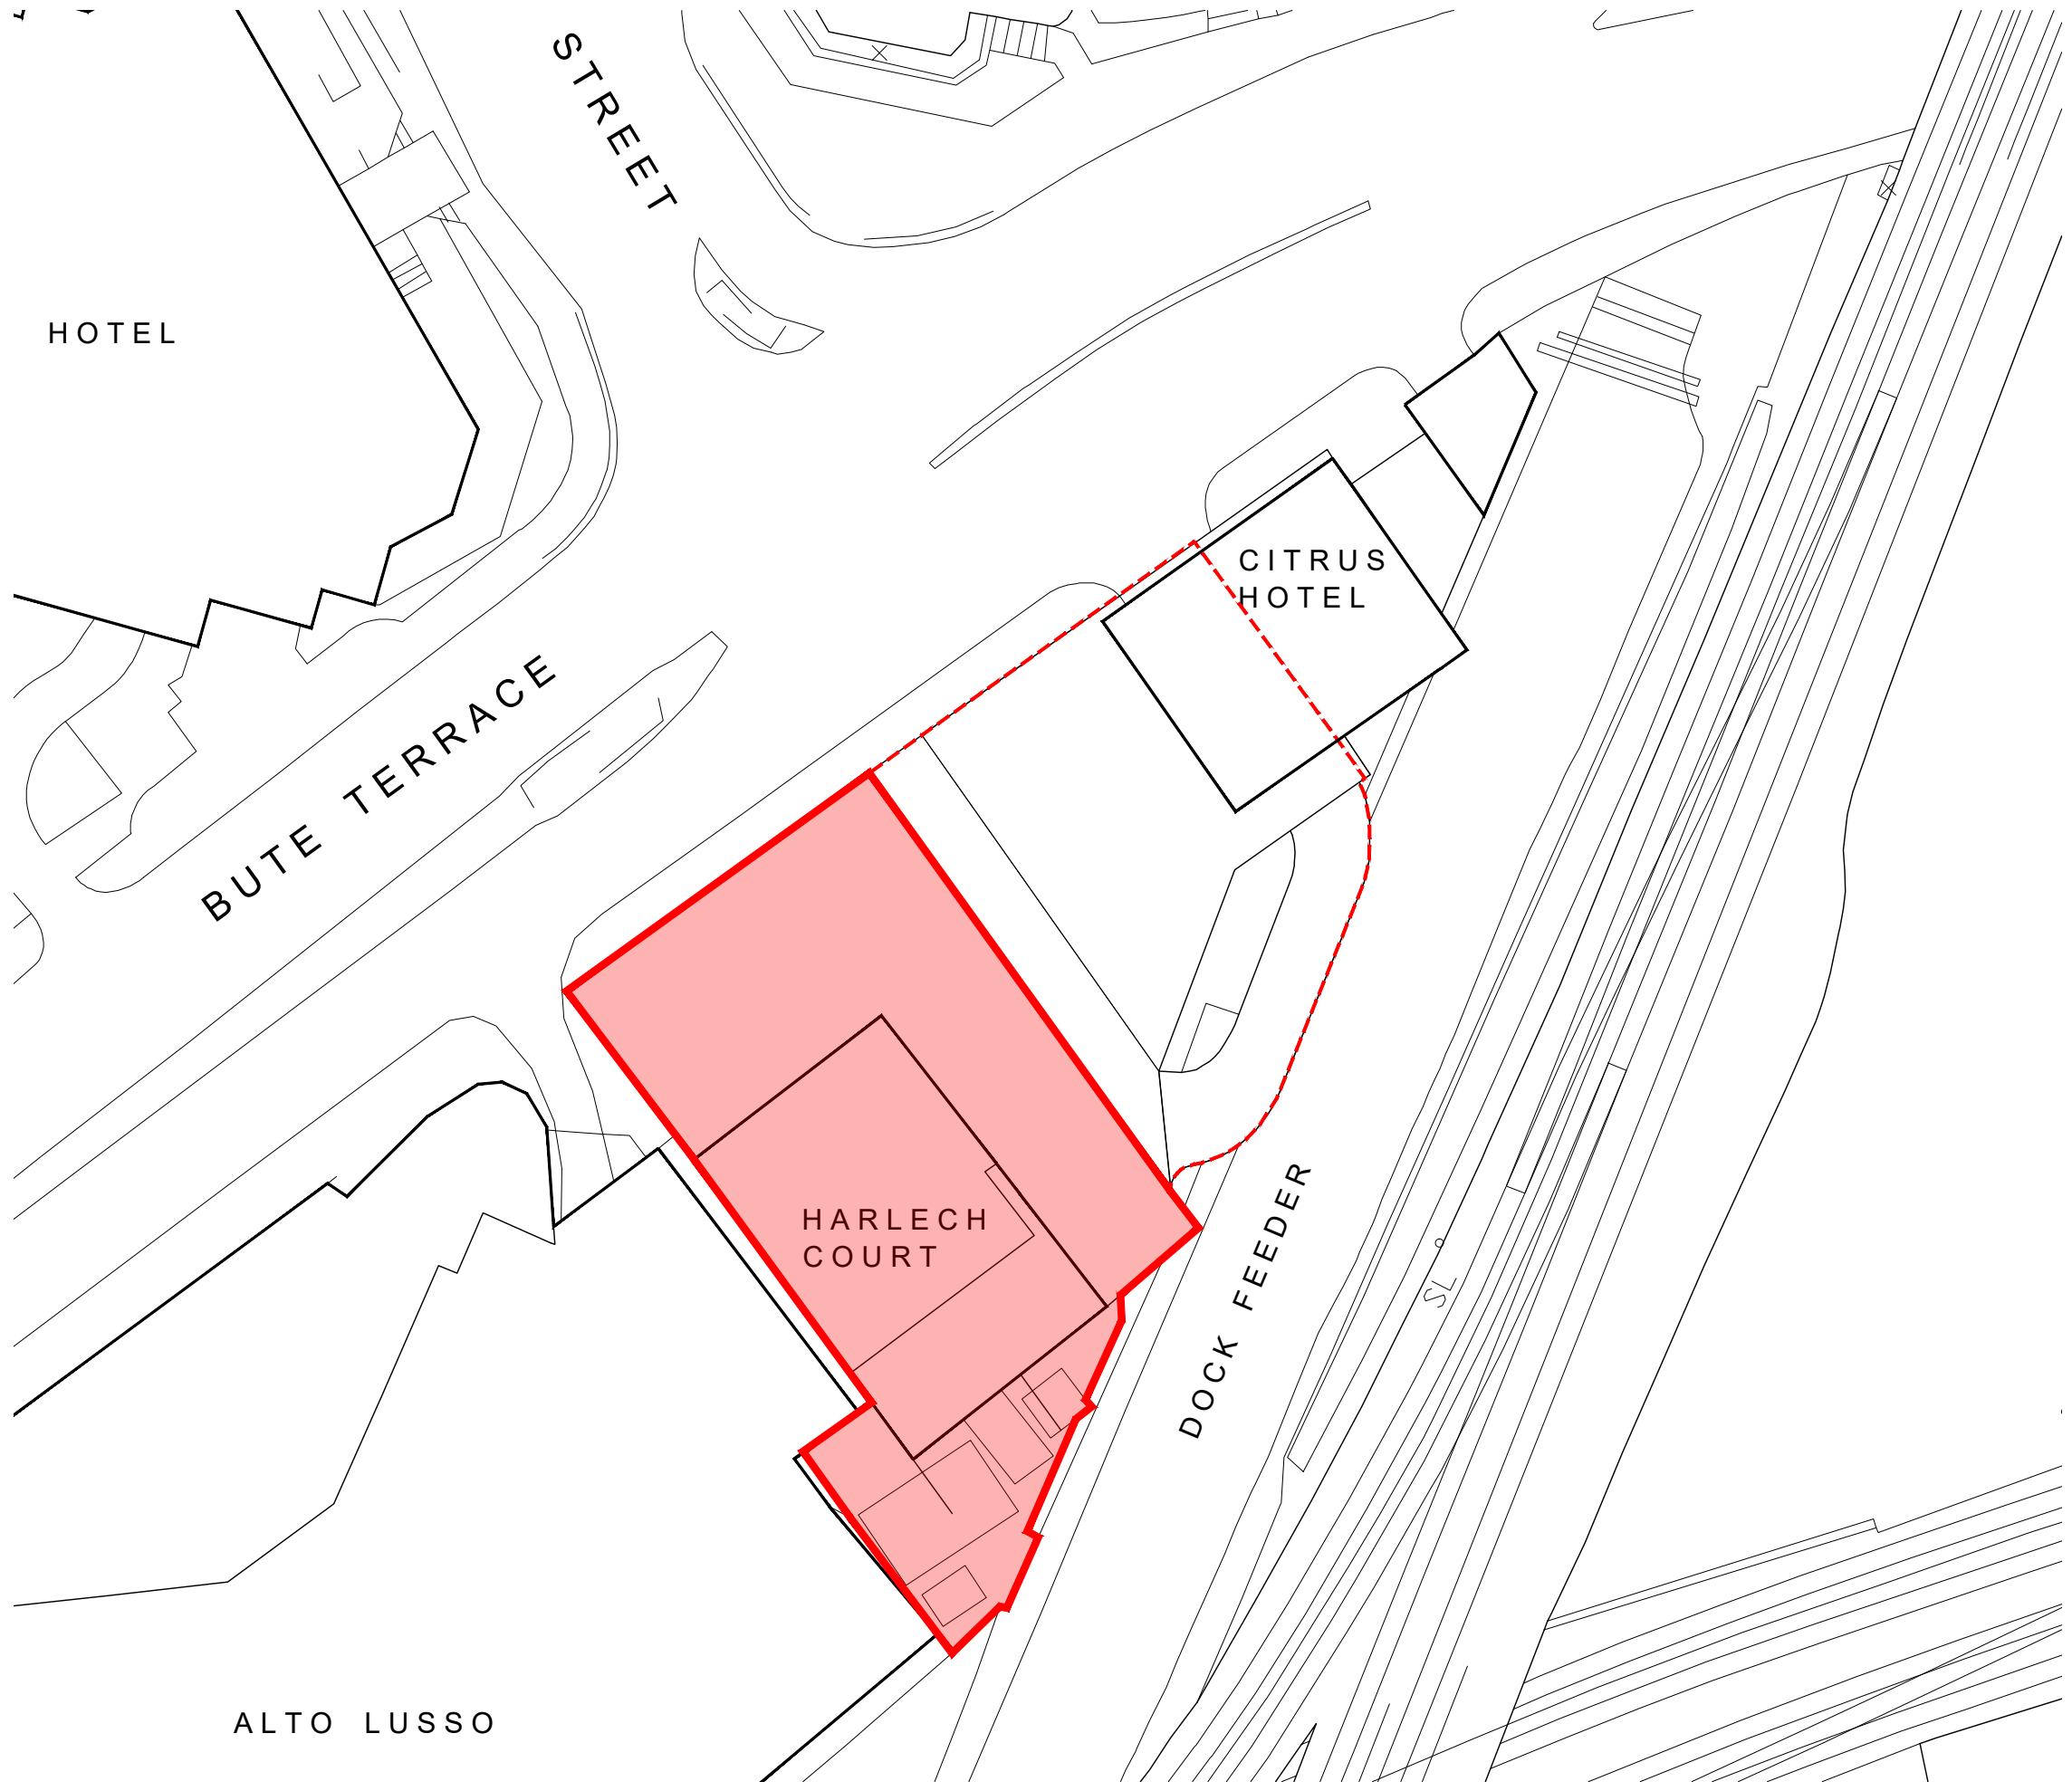 STREET
HOTEL
CITRUS
HOTEL
BUTE TERRACE
HARLECH
COURT
DOCK FEEDER
SL
ALTO LUSSO